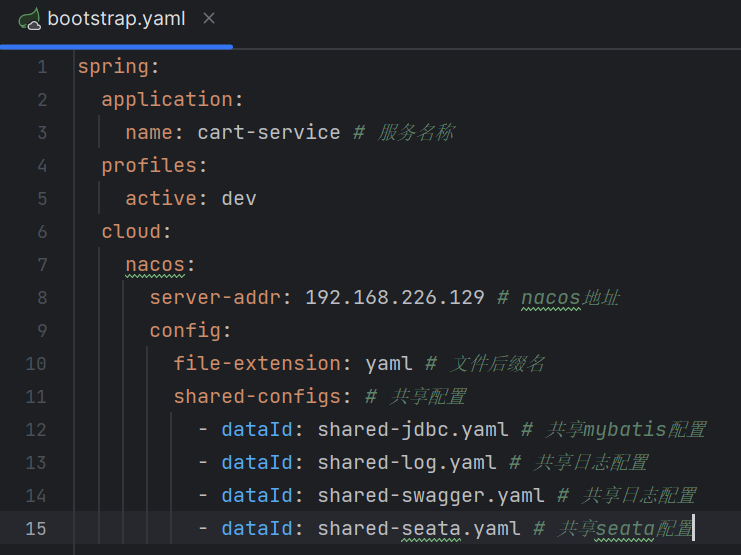 bootstrap.yaml
1 spring:
2 application:
3 name: cart-service # 服务名称
4 profiles:
5 active: dev
6 cloud:
7 nacos:
8 server-addr: 192.168.226.129 # nacos地址
9 config:
10 file-extension: yaml # 文件后缀名
11 shared-configs: # 共享配置
12 - dataId: shared-jdbc.yaml # 共享mybatis配置
13 - dataId: shared-log.yaml # 共享日志配置
14 - dataId: shared-swagger.yaml # 共享日志配置
15 - dataId: shared-seata.yaml # 共享seata配置